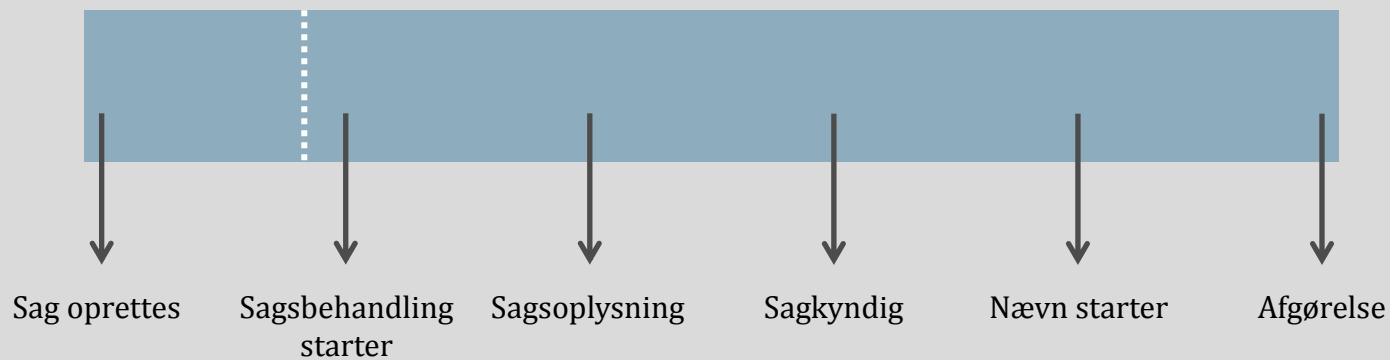 Sag oprettes
Sagsbehandling
starter
Sagsoplysning
Sagkyndig
Nævn starter
Afgørelse